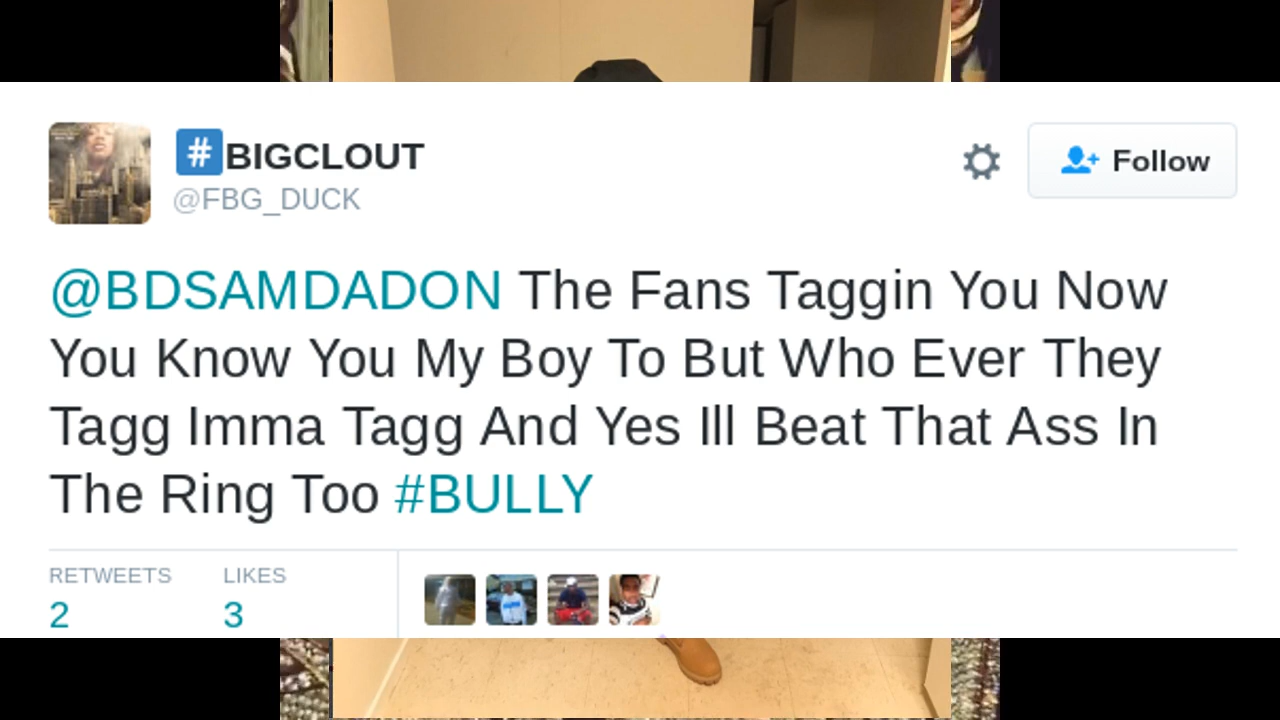 #BIGCLOUT
@FBG_DUCK
Follow
@BDSAMDADON The Fans Taggin You Now
You Know You My Boy To But Who Ever They
Tagg Imma Tagg And Yes Ill Beat That Ass In
The Ring Too #BULLY
RETWEETS LIKES
2 3